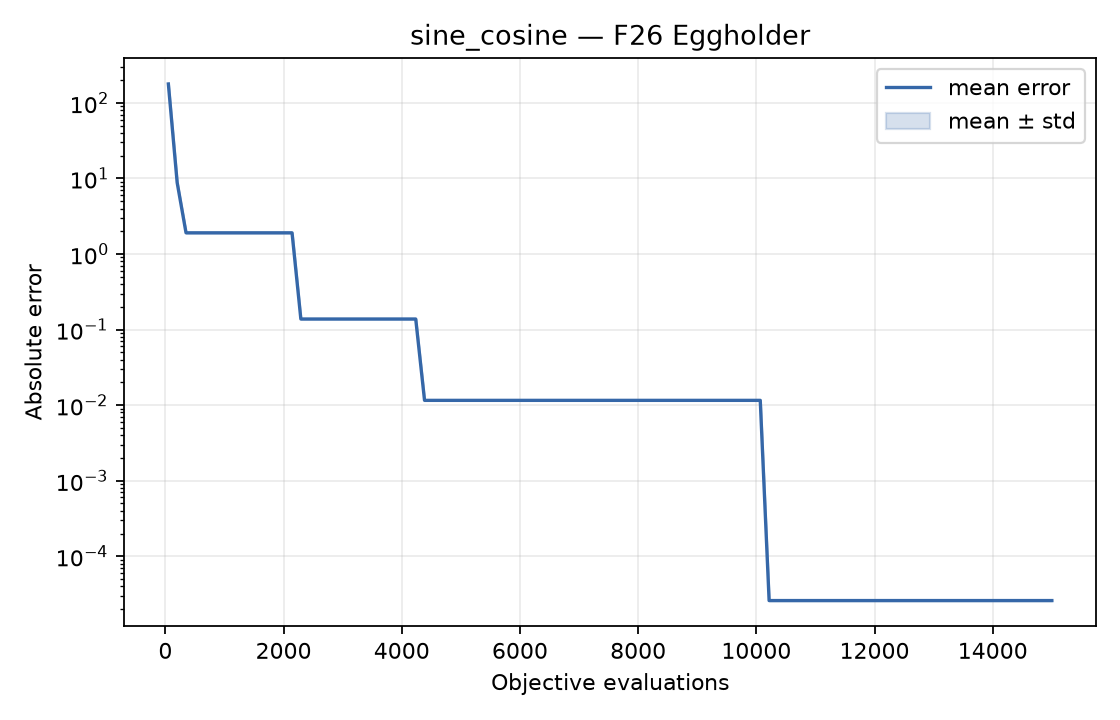 sine_cosine — F26 Eggholder
mean error
mean ± std
10²
10¹
10⁰
10⁻¹
10⁻²
10⁻³
10⁻⁴
Absolute error
0 2000 4000 6000 8000 10000 12000 14000
Objective evaluations